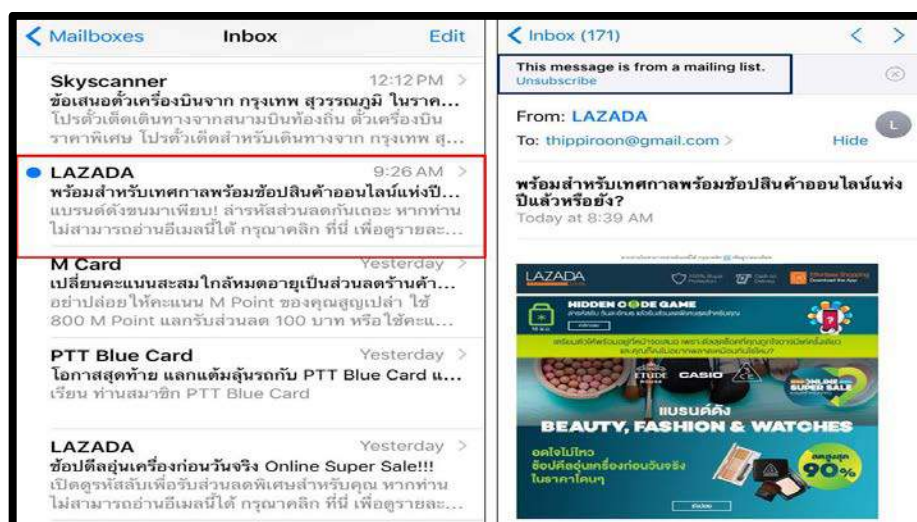 Mailboxes Inbox Edit
Skyscanner 12:12 PM
ข้อเสนอตั๋วเครื่องบินจาก กรุงเทพ สุวรรณภูมิ ในราค...
โปรตั๋วเด็ดเดินทางจากสนามบินท้องถิ่น ตั๋วเครื่องบิน
ราคาพิเศษ โปรตั๋วเด็ดสำหรับเดินทางจาก กรุงเทพ สุ...
LAZADA 9:26 AM
พร้อมสำหรับเทศกาลพร้อมช้อปสินค้าออนไลน์แห่งปี...
แบรนด์ดังขนมาเพียบ! ล่ารหัสส่วนลดกันเถอะ หากท่าน
ไม่สามารถอ่านอีเมลนี้ได้ กรุณาคลิก ที่นี่ เพื่อดูรายละ...
M Card Yesterday
เปลี่ยนคะแนนสะสมใกล้หมดอายุเป็นส่วนลดร้านค้า...
อย่าปล่อยให้คะแนน M Point ของคุณสูญเปล่า ใช้
800 M Point แลกรับส่วนลด 100 บาท หรือใช้คะแ...
PTT Blue Card Yesterday
โอกาสสุดท้าย แลกแต้มลุ้นรถกับ PTT Blue Card แ...
เรียน ท่านสมาชิก PTT Blue Card
LAZADA Yesterday
ช้อปดีลอุ่นเครื่องก่อนวันจริง Online Super Sale!!!
เปิดดูรหัสลับเพื่อรับส่วนลดพิเศษสำหรับคุณ หากท่าน
ไม่สามารถอ่านอีเมลนี้ได้ กรุณาคลิก ที่นี่ เพื่อดูรายละ...
Inbox (171)
This message is from a mailing list.
Unsubscribe
From: LAZADA
L
To: thippiroon@gmail.com Hide
พร้อมสำหรับเทศกาลพร้อมช้อปสินค้าออนไลน์แห่ง
ปีแล้วหรือยัง?
Today at 8:39 AM
LAZADA
Effortless Shopping
Download the App
HIDDEN CODE GAME
ETUDE HOUSE CASIO
ONLINE
SUPER SALE
แบรนด์ดัง
BEAUTY, FASHION & WATCHES
อดใจไม่ไหว
ช้อปดีลอุ่นเครื่องก่อนวันจริง
ในราคาโดนๆ
ลดสูงสุด
90%